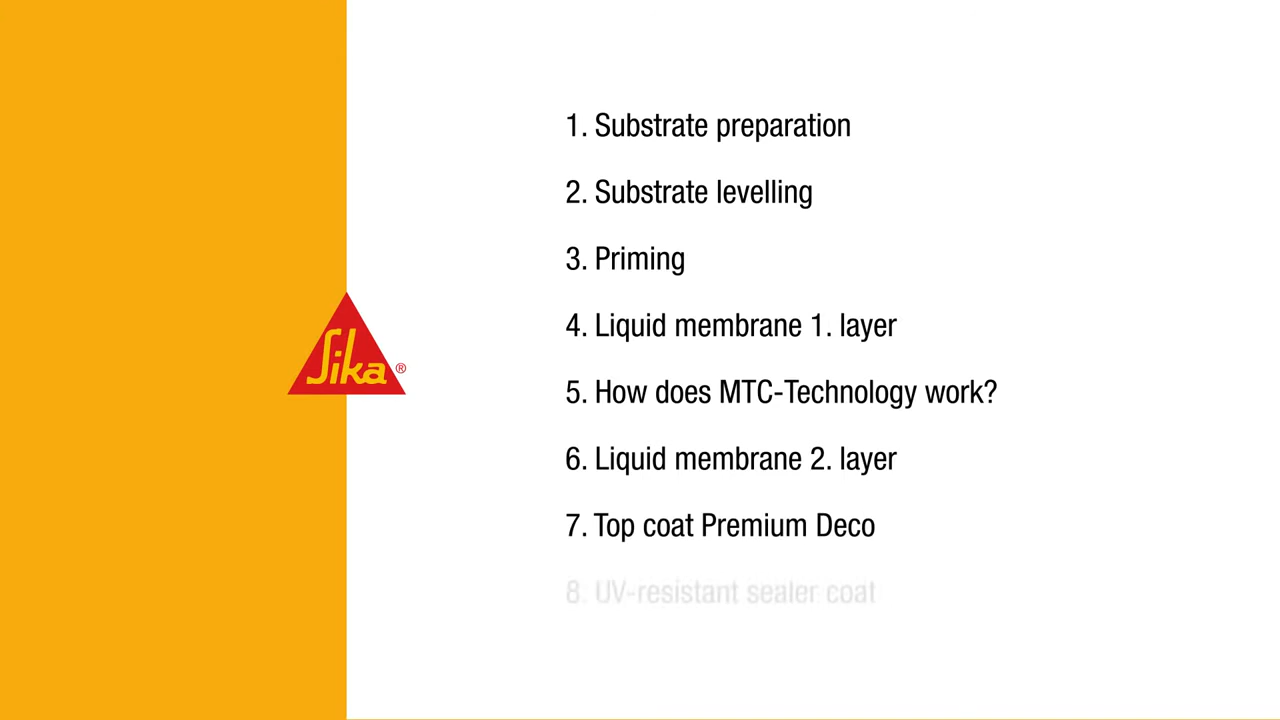 Sika®
1. Substrate preparation
2. Substrate levelling
3. Priming
4. Liquid membrane 1. layer
5. How does MTC-Technology work?
6. Liquid membrane 2. layer
7. Top coat Premium Deco
8. UV-resistant sealer coat